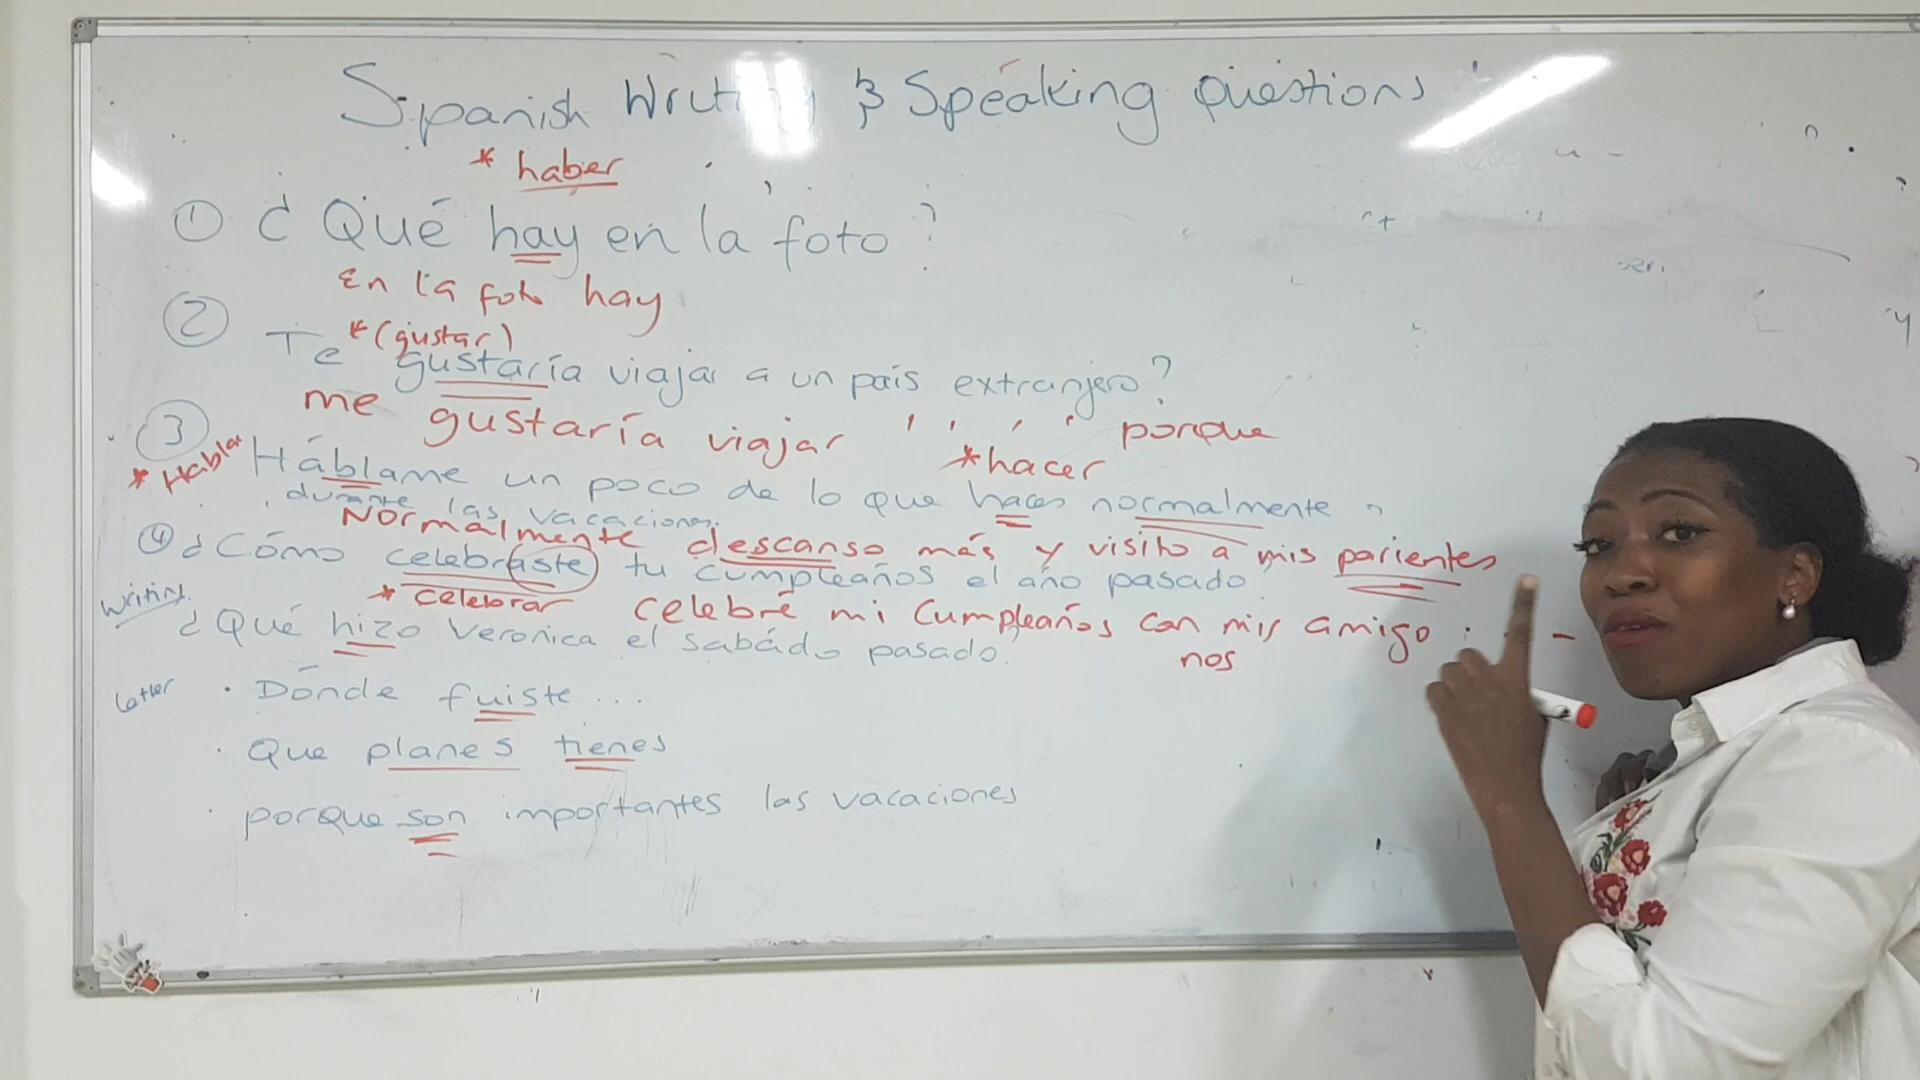 Spanish Writing & Speaking Questions
* haber
① ¿ Qué hay en la foto?
En la foto hay
② Te gustaría viajar a un país extranjero?
* (gustar)
me gustaría viajar , , , , porque
③ Háblame un poco de lo que haces normalmente
* Hablar
* hacer
durante las vacaciones.
Normalmente descanso más y visito a mis parientes
④ ¿Cómo celebraste tu cumpleaños el año pasado
* celebrar celebré mi cumpleaños con mis amigo
nos
Writing.
¿Qué hizo Veronica el sabádo pasado?
Letter
· Dónde fuiste ...
· Que planes tienes
· porque son importantes las vacaciones